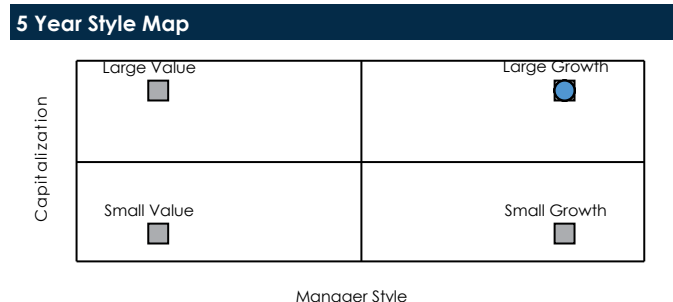 5 Year Style Map
Large Value
Large Growth
Capitalization
Small Value
Small Growth
Manager Style